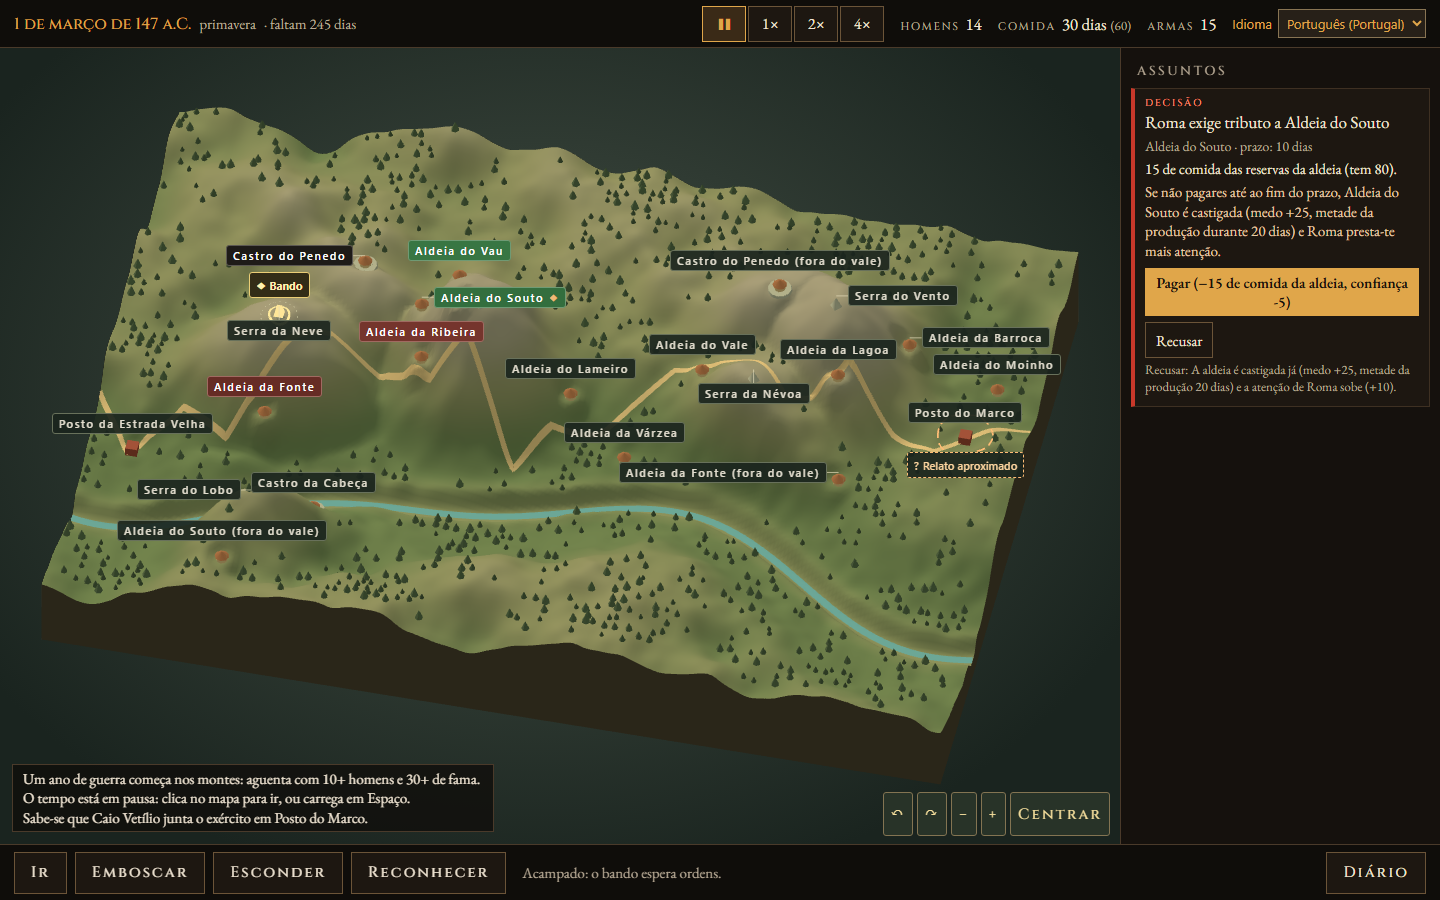 1 DE MARÇO DE 147 A.C. primavera · faltam 245 dias
1× 2× 4×
HOMENS 14 COMIDA 30 dias (60) ARMAS 15
Idioma Português (Portugal)
ASSUNTOS
DECISÃO
Roma exige tributo a Aldeia do Souto
Aldeia do Souto · prazo: 10 dias
15 de comida das reservas da aldeia (tem 80).
Se não pagares até ao fim do prazo, Aldeia do
Souto é castigada (medo +25, metade da
produção durante 20 dias) e Roma presta-te
mais atenção.
Pagar (−15 de comida da aldeia, confiança
-5)
Recusar
Recusar: A aldeia é castigada já (medo +25, metade da
produção 20 dias) e a atenção de Roma sobe (+10).
Castro do Penedo
Aldeia do Vau
Castro do Penedo (fora do vale)
◆ Bando
Aldeia do Souto ◆
Serra do Vento
Serra da Neve
Aldeia da Ribeira
Aldeia do Vale
Aldeia da Lagoa
Aldeia da Barroca
Aldeia do Lameiro
Aldeia do Moinho
Aldeia da Fonte
Serra da Névoa
Posto da Estrada Velha
Posto do Marco
Aldeia da Várzea
? Relato aproximado
Aldeia da Fonte (fora do vale)
Serra do Lobo
Castro da Cabeça
Aldeia do Souto (fora do vale)
Um ano de guerra começa nos montes: aguenta com 10+ homens e 30+ de fama.
O tempo está em pausa: clica no mapa para ir, ou carrega em Espaço.
Sabe-se que Caio Vetílio junta o exército em Posto do Marco.
↶ ↷ − + CENTRAR
IR EMBOSCAR ESCONDER RECONHECER Acampado: o bando espera ordens. DIÁRIO